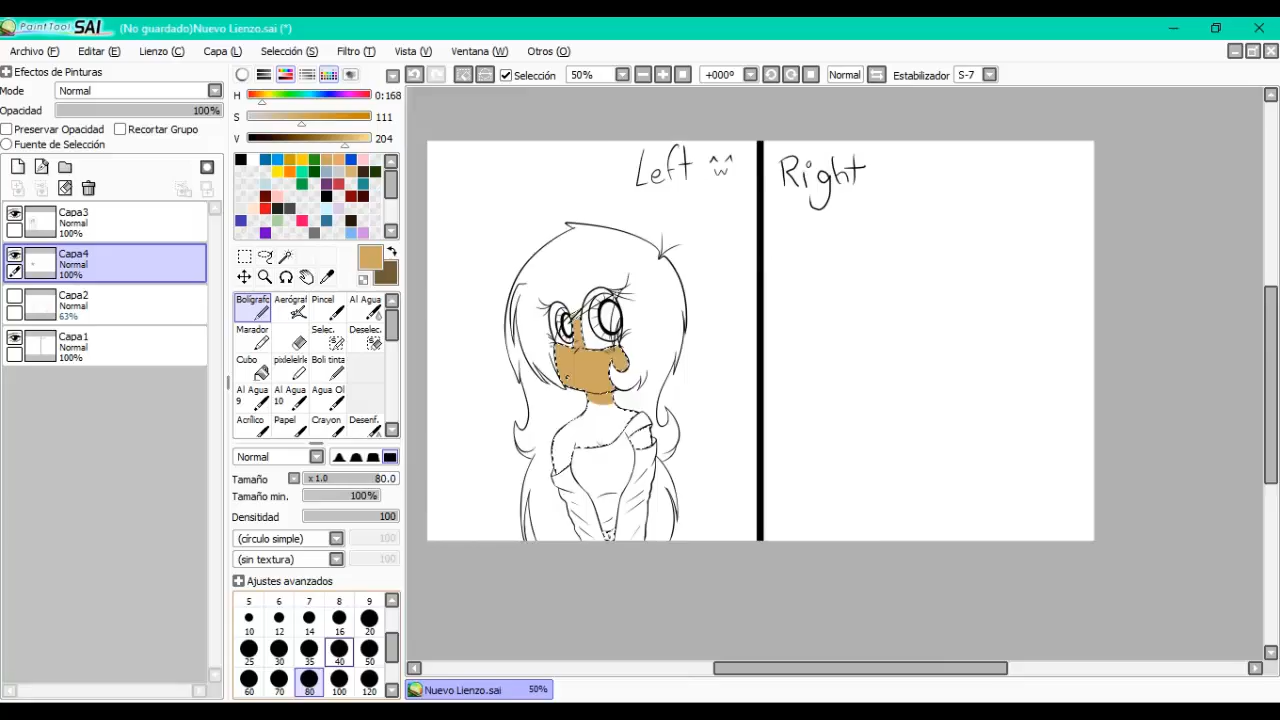 PaintTool SAI (No guardado)Nuevo Lienzo.sai (*)
Archivo (F) Editar (E) Lienzo (C) Capa (L) Selección (S) Filtro (T) Vista (V) Ventana (W) Otros (O)
Efectos de Pinturas
Mode Normal
Opacidad 100%
Preservar Opacidad Recortar Grupo
Fuente de Selección
Capa3
Normal
100%
Capa4
Normal
100%
Capa2
Normal
63%
Capa1
Normal
100%
H 0:168
S 111
V 204
Selección 50% +000° Normal Estabilizador S-7
Bolígrafo Aerógraf Pincel Al Agua
Marador Selec. Deselec.
Cubo pixlelelrle Boli tinta
Al Agua 9 Al Agua 10 Agua Ol
Acrílico Papel Crayon Desenf.
Normal
Tamaño x 1.0 80.0
Tamaño min. 100%
Densitidad 100
(círculo simple) 100
(sin textura) 100
Ajustes avanzados
5 6 7 8 9
10 12 14 16 20
25 30 35 40 50
60 70 80 100 120
Left ^w^
Right
Nuevo Lienzo.sai 50%